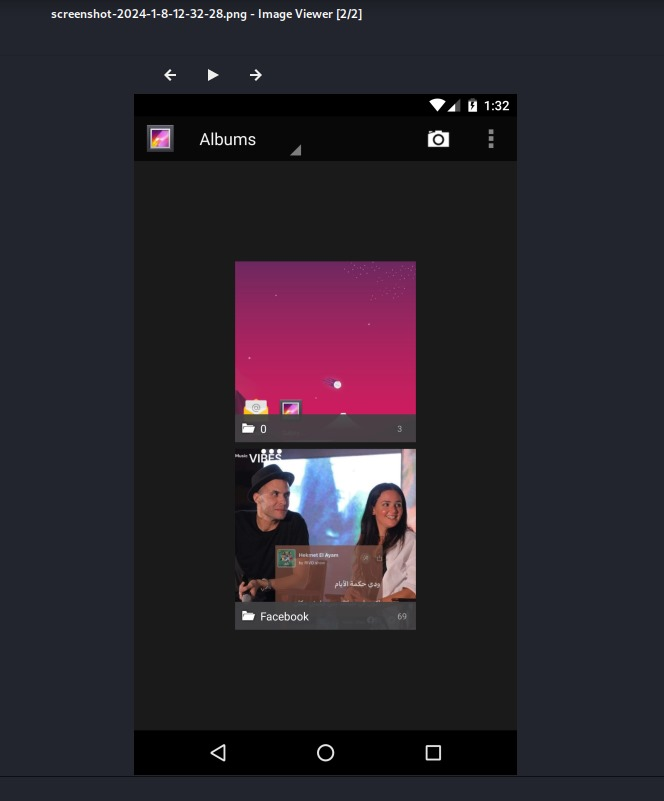 screenshot-2024-1-8-12-32-28.png - Image Viewer [2/2]
1:32
Albums
0 3
Music VIBES
Hekmet El Ayam
ودي حكمة الأيام
Facebook 69